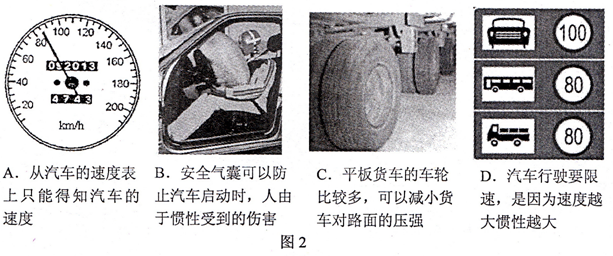 80 100 120
60 140
40 160
20 180
200
052013
4743
km/h
100
80
80
A．从汽车的速度表
上只能得知汽车的
速度
B．安全气囊可以防
止汽车启动时，人由
于惯性受到的伤害
C．平板货车的车轮
比较多，可以减小货
车对路面的压强
D．汽车行驶要限
速，是因为速度越
大惯性越大
图2